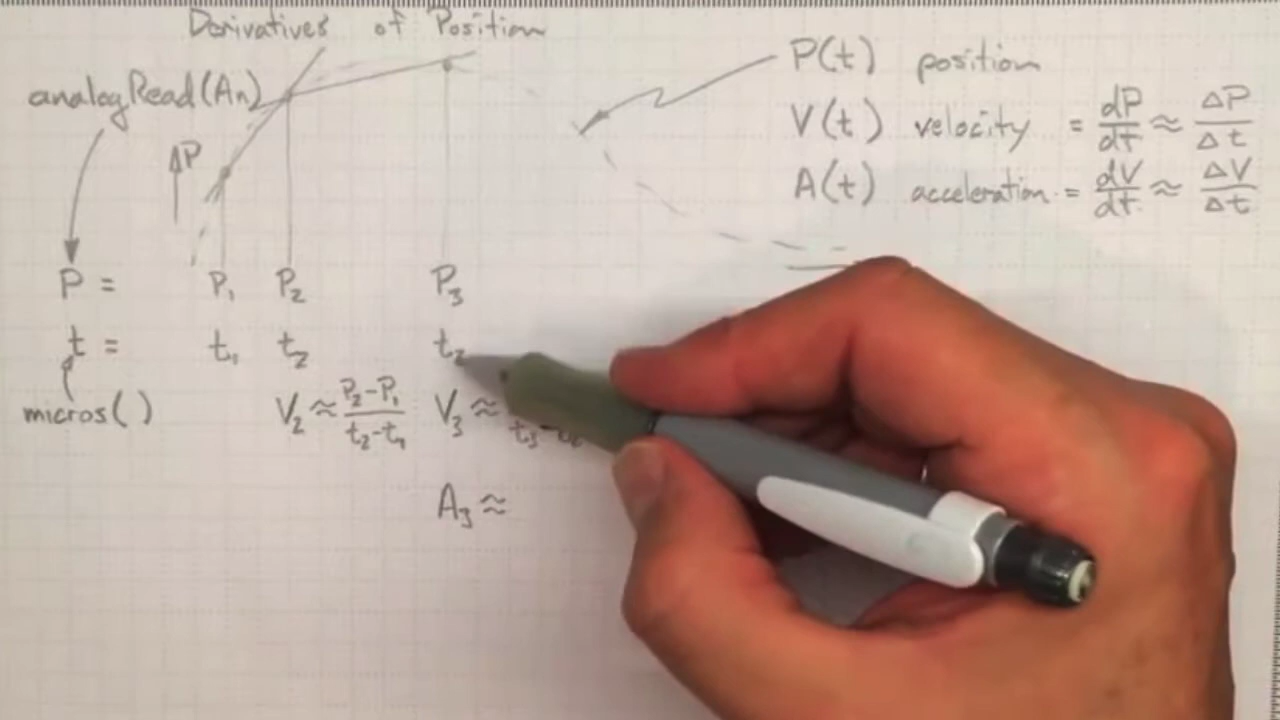 Derivatives of Position
analogRead(An)
P
P(t) position
V(t) velocity = dP/dt ≈ ΔP/Δt
A(t) acceleration = dV/dt ≈ ΔV/Δt
P = P₁ P₂ P₃
t = t₁ t₂
micros()
V₂ ≈ P₂-P₁/t₂-t₁ V₃ ≈ t₃-
A₃ ≈